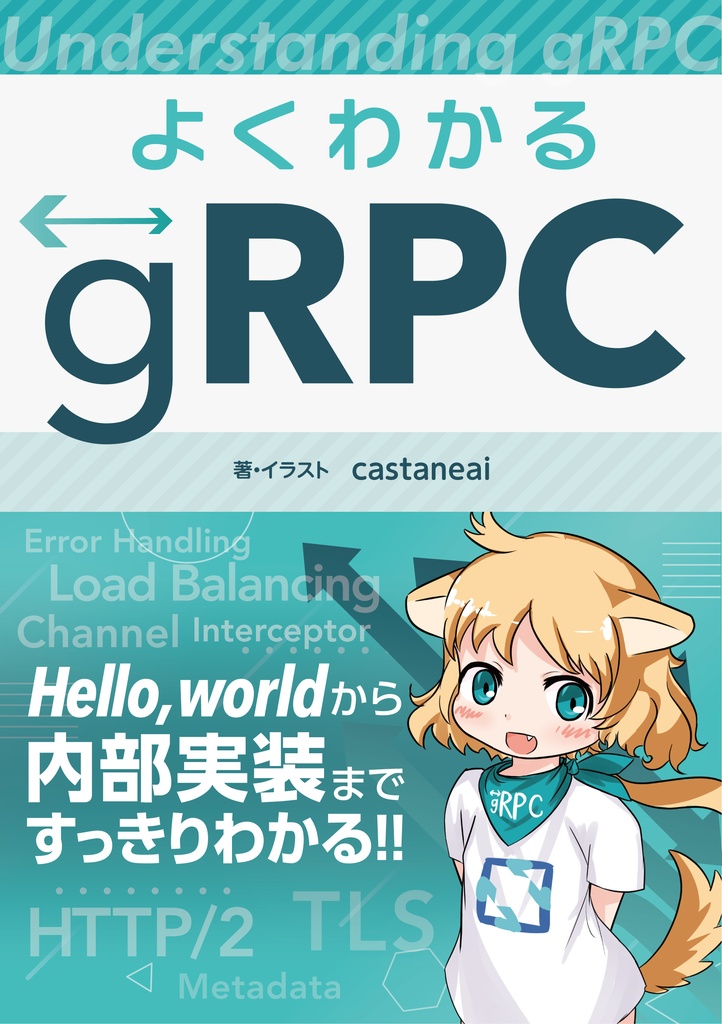 Understanding gRPC
よくわかる
gRPC
著・イラスト castaneai
Error Handling
Load Balancing
Channel Interceptor
Hello, worldから
内部実装まで
すっきりわかる!!
gRPC
HTTP/2 TLS
Metadata